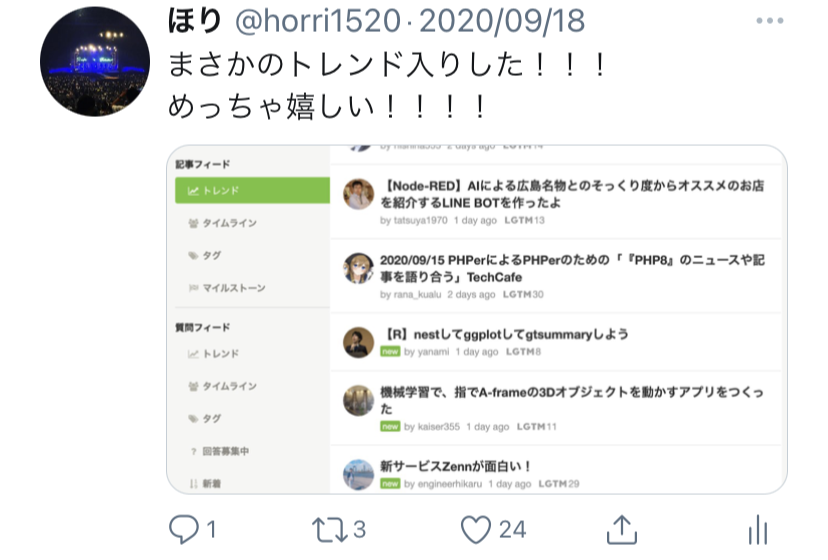 ほり @horri1520·2020/09/18
まさかのトレンド入りした！！！
めっちゃ嬉しい！！！！
記事フィード
トレンド
タイムライン
タグ
マイルストーン
質問フィード
トレンド
タイムライン
タグ
? 回答募集中
新着
2 days ago
【Node-RED】AIによる広島名物とのそっくり度からオススメのお店
を紹介するLINE BOTを作ったよ
by tatsuya1970 1 day ago LGTM13
2020/09/15 PHPerによるPHPerのための「『PHP8』のニュースや記
事を語り合う」TechCafe
by rana_kualu 2 days ago LGTM30
【R】nestしてggplotしてgtsummaryしよう
new by yanami 1 day ago LGTM8
機械学習で、指でA-frameの3Dオブジェクトを動かすアプリをつくっ
た
new by kaiser355 1 day ago LGTM11
新サービスZennが面白い！
new by engineerhikaru 1 day ago LGTM29
1 3 24